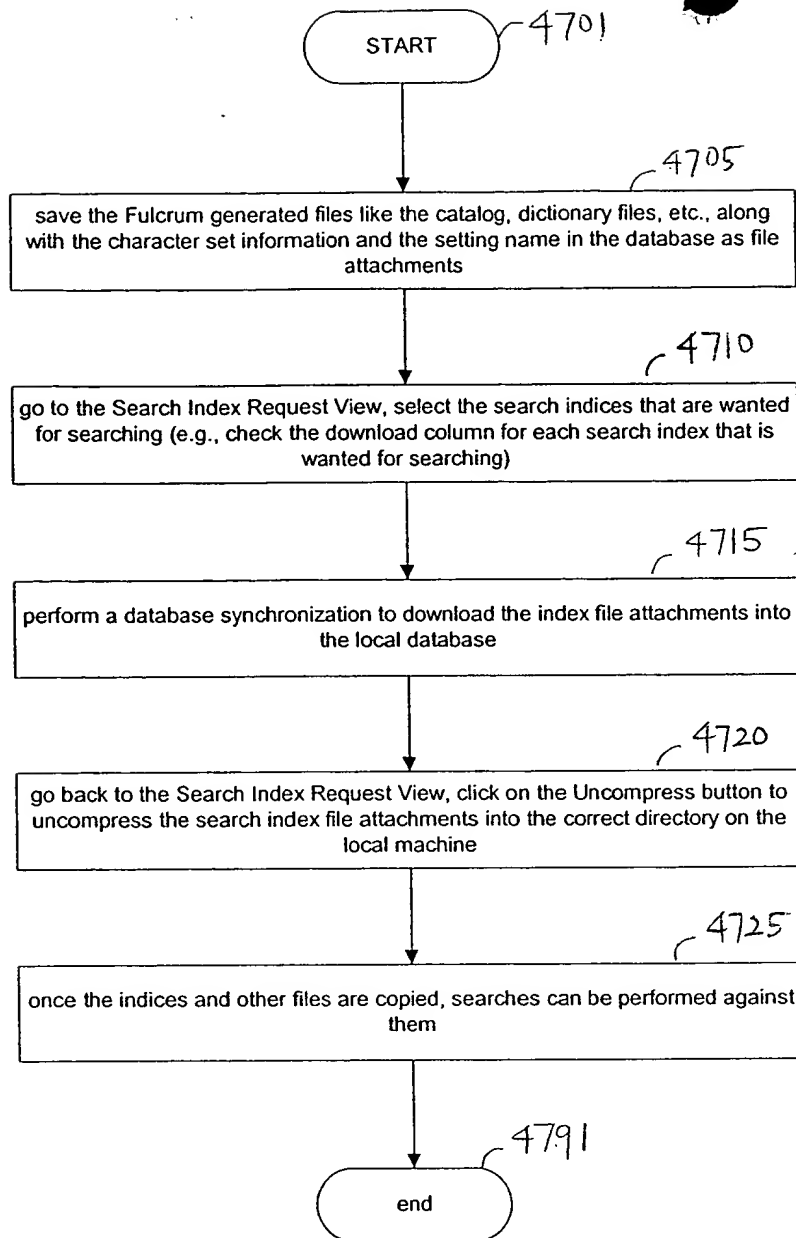 START
4701
4705
save the Fulcrum generated files like the catalog, dictionary files, etc., along
with the character set information and the setting name in the database as file
attachments
4710
go to the Search Index Request View, select the search indices that are wanted
for searching (e.g., check the download column for each search index that is
wanted for searching)
4715
perform a database synchronization to download the index file attachments into
the local database
4720
go back to the Search Index Request View, click on the Uncompress button to
uncompress the search index file attachments into the correct directory on the
local machine
4725
once the indices and other files are copied, searches can be performed against
them
4791
end